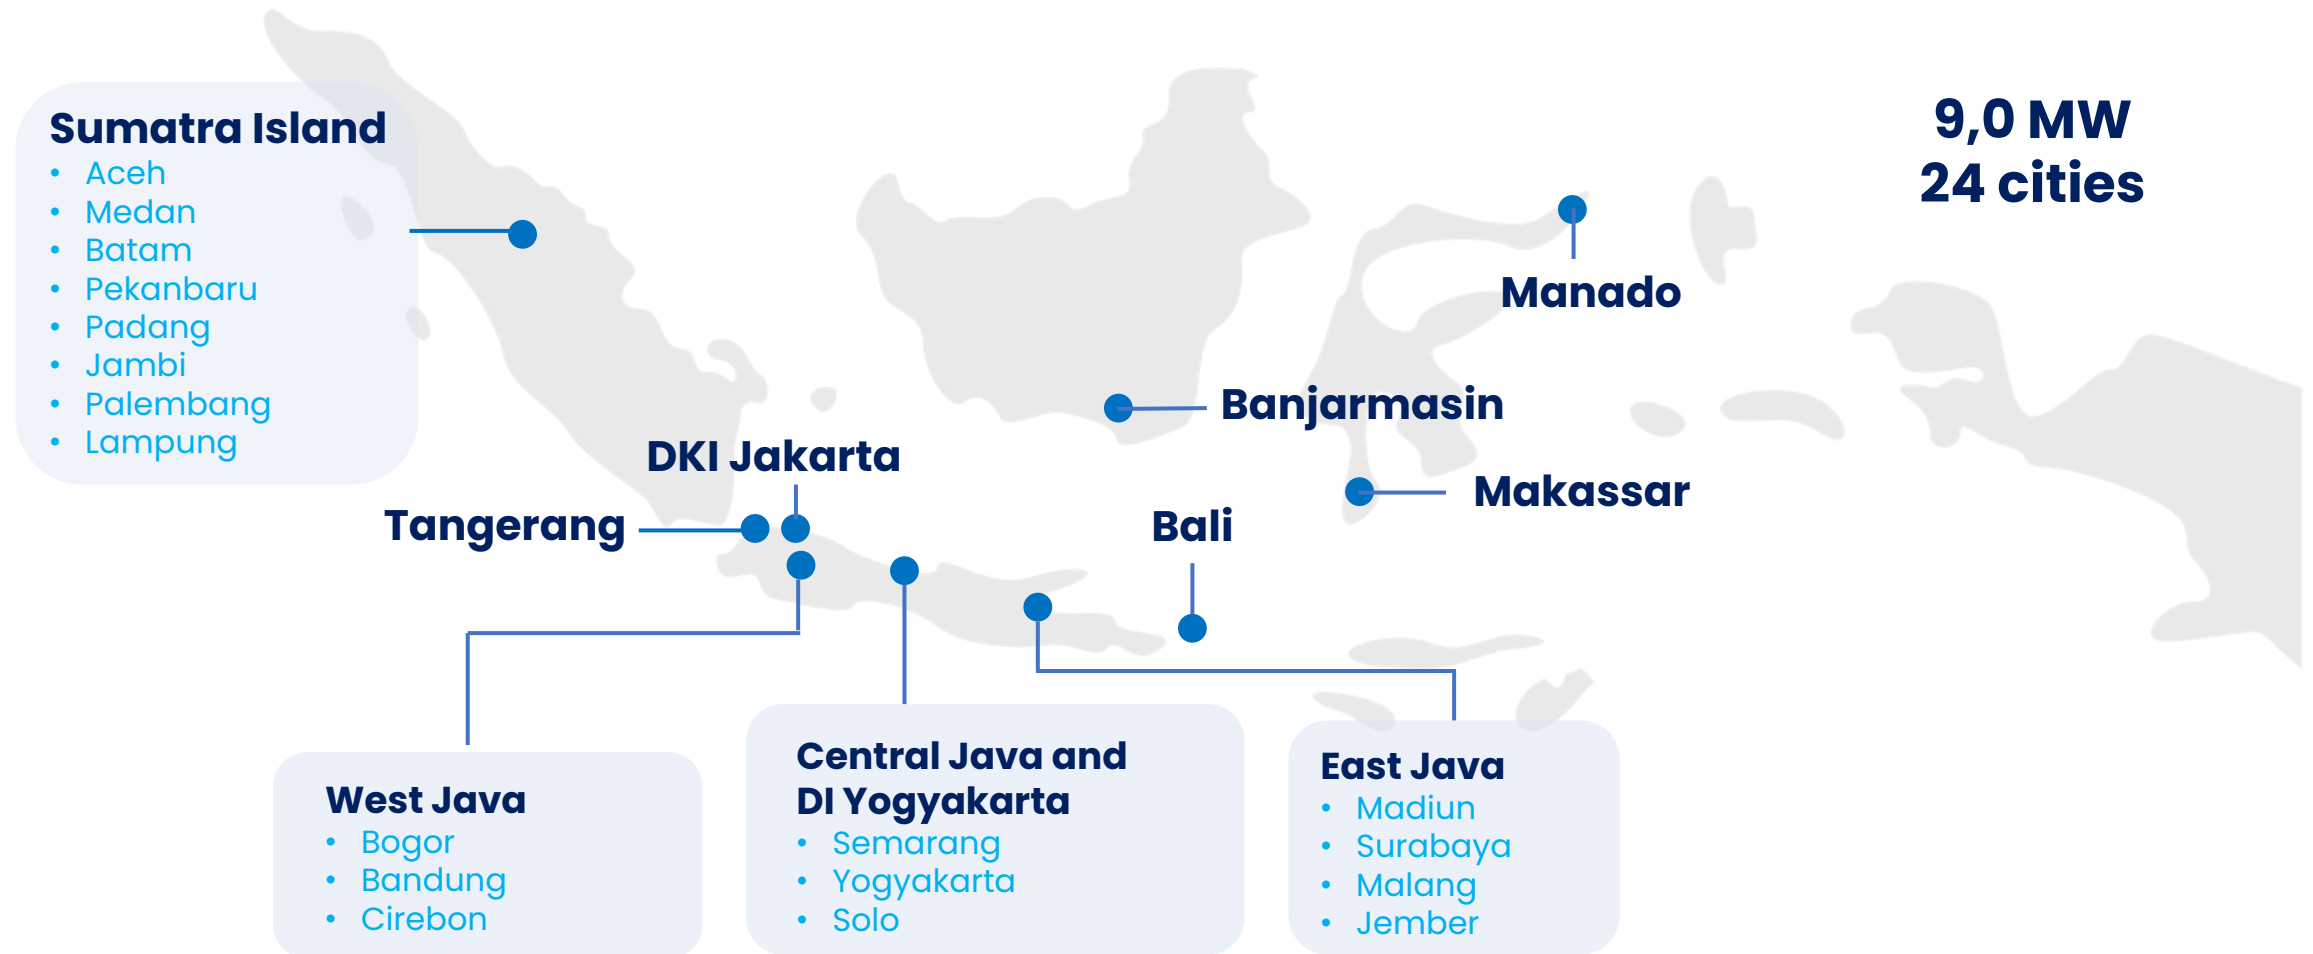 Sumatra Island
• Aceh
• Medan
• Batam
• Pekanbaru
• Padang
• Jambi
• Palembang
• Lampung
9,0 MW
24 cities
Manado
Banjarmasin
DKI Jakarta
Makassar
Tangerang
Bali
West Java
• Bogor
• Bandung
• Cirebon
Central Java and
DI Yogyakarta
• Semarang
• Yogyakarta
• Solo
East Java
• Madiun
• Surabaya
• Malang
• Jember